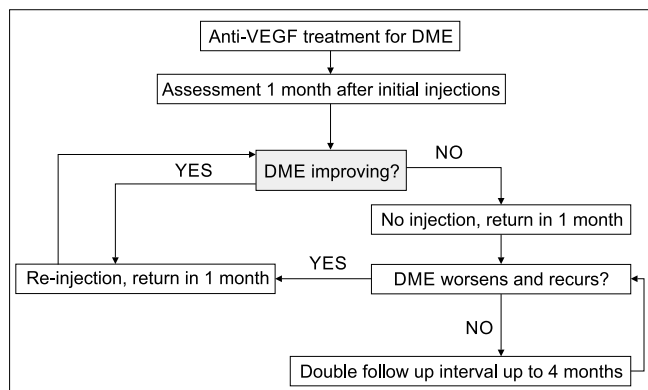 Anti-VEGF treatment for DME
Assessment 1 month after initial injections
DME improving?
YES
NO
No injection, return in 1 month
Re-injection, return in 1 month
YES
DME worsens and recurs?
NO
Double follow up interval up to 4 months